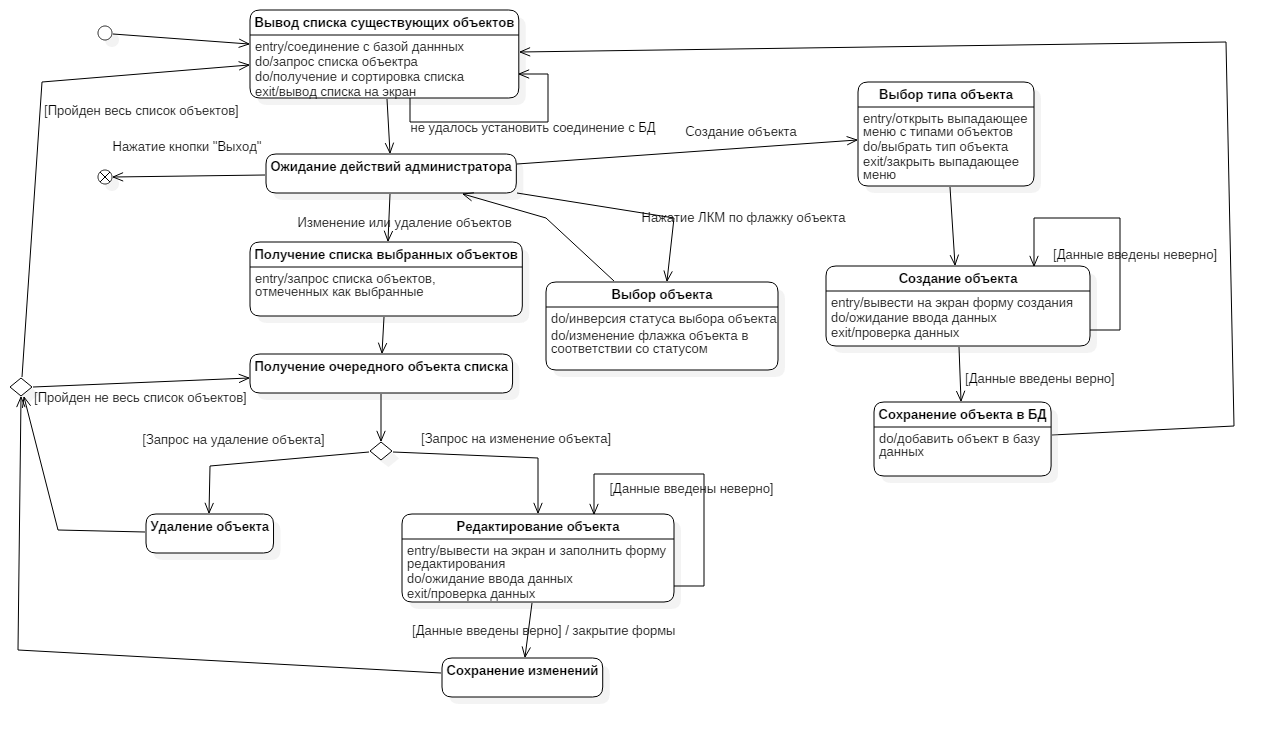 Вывод списка существующих объектов
entry/соединение с базой даннных
do/запрос списка объектра
do/получение и сортировка списка
exit/вывод списка на экран
[Пройден весь список объектов]
не удалось установить соединение с БД
Создание объекта
Выбор типа объекта
entry/открыть выпадающее
меню с типами объектов
do/выбрать тип объекта
exit/закрыть выпадающее
меню
Нажатие кнопки "Выход"
Ожидание действий администратора
Изменение или удаление объектов
Нажатие ЛКМ по флажку объекта
Получение списка выбранных объектов
entry/запрос списка объектов,
отмеченных как выбранные
Выбор объекта
do/инверсия статуса выбора объекта
do/изменение флажка объекта в
соответствии со статусом
[Данные введены неверно]
Создание объекта
entry/вывести на экран форму создания
do/ожидание ввода данных
exit/проверка данных
Получение очередного объекта списка
[Данные введены верно]
[Пройден не весь список объектов]
Сохранение объекта в БД
do/добавить объект в базу
данных
[Запрос на удаление объекта]
[Запрос на изменение объекта]
[Данные введены неверно]
Удаление объекта
Редактирование объекта
entry/вывести на экран и заполнить форму
редактирования
do/ожидание ввода данных
exit/проверка данных
[Данные введены верно] / закрытие формы
Сохранение изменений